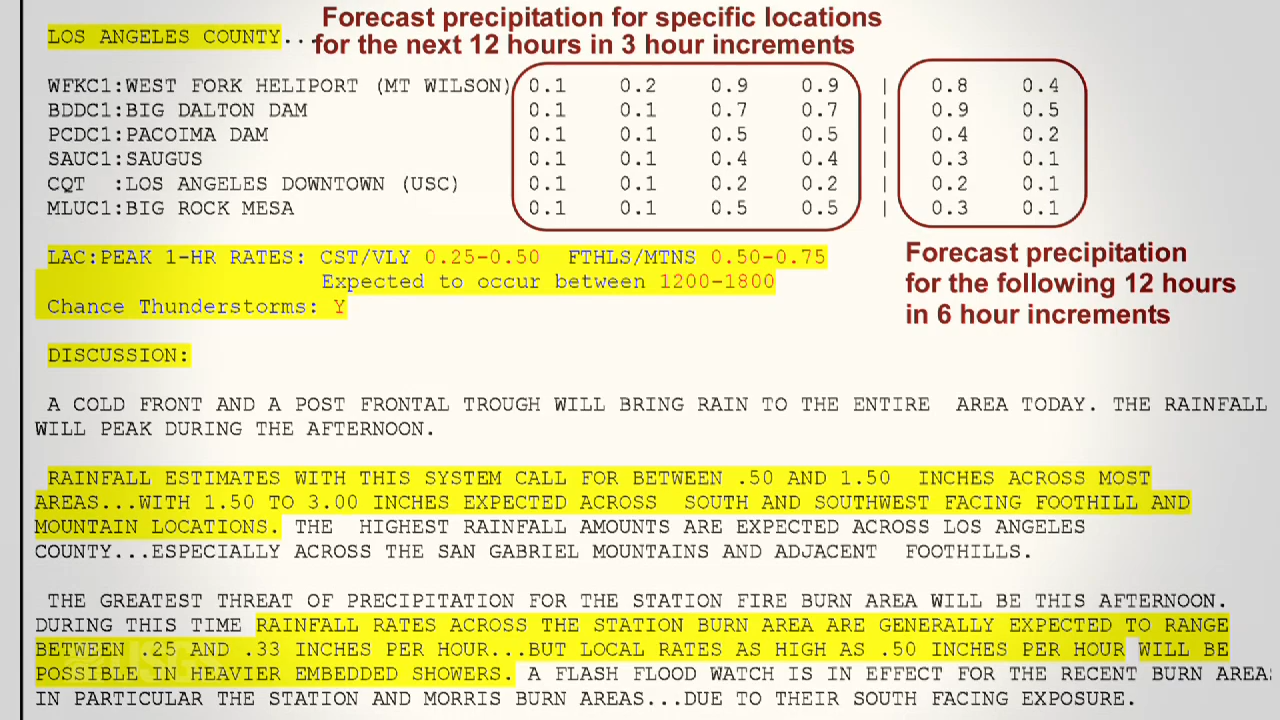 Forecast precipitation for specific locations
for the next 12 hours in 3 hour increments
LOS ANGELES COUNTY...
WFKC1:WEST FORK HELIPORT (MT WILSON) 0.1 0.2 0.9 0.9 | 0.8 0.4
BDDC1:BIG DALTON DAM 0.1 0.1 0.7 0.7 | 0.9 0.5
PCDC1:PACOIMA DAM 0.1 0.1 0.5 0.5 | 0.4 0.2
SAUC1:SAUGUS 0.1 0.1 0.4 0.4 | 0.3 0.1
CQT :LOS ANGELES DOWNTOWN (USC) 0.1 0.1 0.2 0.2 | 0.2 0.1
MLUC1:BIG ROCK MESA 0.1 0.1 0.5 0.5 | 0.3 0.1
Forecast precipitation
for the following 12 hours
in 6 hour increments
LAC:PEAK 1-HR RATES: CST/VLY 0.25-0.50 FTHLS/MTNS 0.50-0.75
Expected to occur between 1200-1800
Chance Thunderstorms: Y
DISCUSSION:
A COLD FRONT AND A POST FRONTAL TROUGH WILL BRING RAIN TO THE ENTIRE AREA TODAY. THE RAINFALL
WILL PEAK DURING THE AFTERNOON.
RAINFALL ESTIMATES WITH THIS SYSTEM CALL FOR BETWEEN .50 AND 1.50 INCHES ACROSS MOST
AREAS...WITH 1.50 TO 3.00 INCHES EXPECTED ACROSS SOUTH AND SOUTHWEST FACING FOOTHILL AND
MOUNTAIN LOCATIONS. THE HIGHEST RAINFALL AMOUNTS ARE EXPECTED ACROSS LOS ANGELES
COUNTY...ESPECIALLY ACROSS THE SAN GABRIEL MOUNTAINS AND ADJACENT FOOTHILLS.
THE GREATEST THREAT OF PRECIPITATION FOR THE STATION FIRE BURN AREA WILL BE THIS AFTERNOON.
DURING THIS TIME RAINFALL RATES ACROSS THE STATION BURN AREA ARE GENERALLY EXPECTED TO RANGE
BETWEEN .25 AND .33 INCHES PER HOUR...BUT LOCAL RATES AS HIGH AS .50 INCHES PER HOUR WILL BE
POSSIBLE IN HEAVIER EMBEDDED SHOWERS. A FLASH FLOOD WATCH IS IN EFFECT FOR THE RECENT BURN AREA
IN PARTICULAR THE STATION AND MORRIS BURN AREAS...DUE TO THEIR SOUTH FACING EXPOSURE.